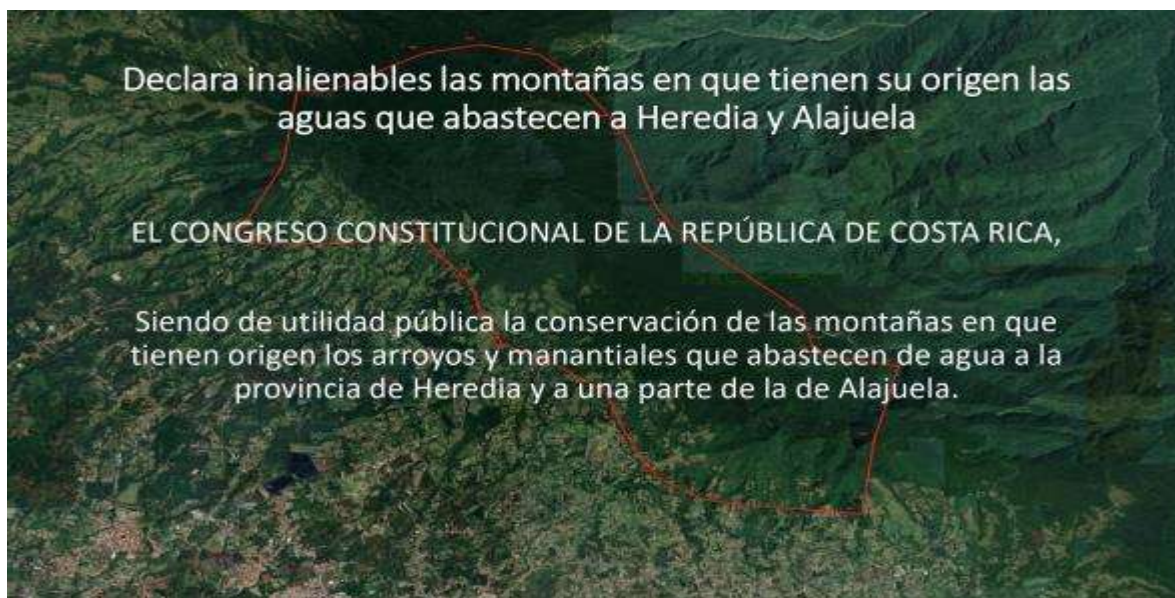 Declara inalienables las montañas en que tienen su origen las
aguas que abastecen a Heredia y Alajuela
EL CONGRESO CONSTITUCIONAL DE LA REPÚBLICA DE COSTA RICA,
Siendo de utilidad pública la conservación de las montañas en que
tienen origen los arroyos y manantiales que abastecen de agua a la
provincia de Heredia y a una parte de la de Alajuela.